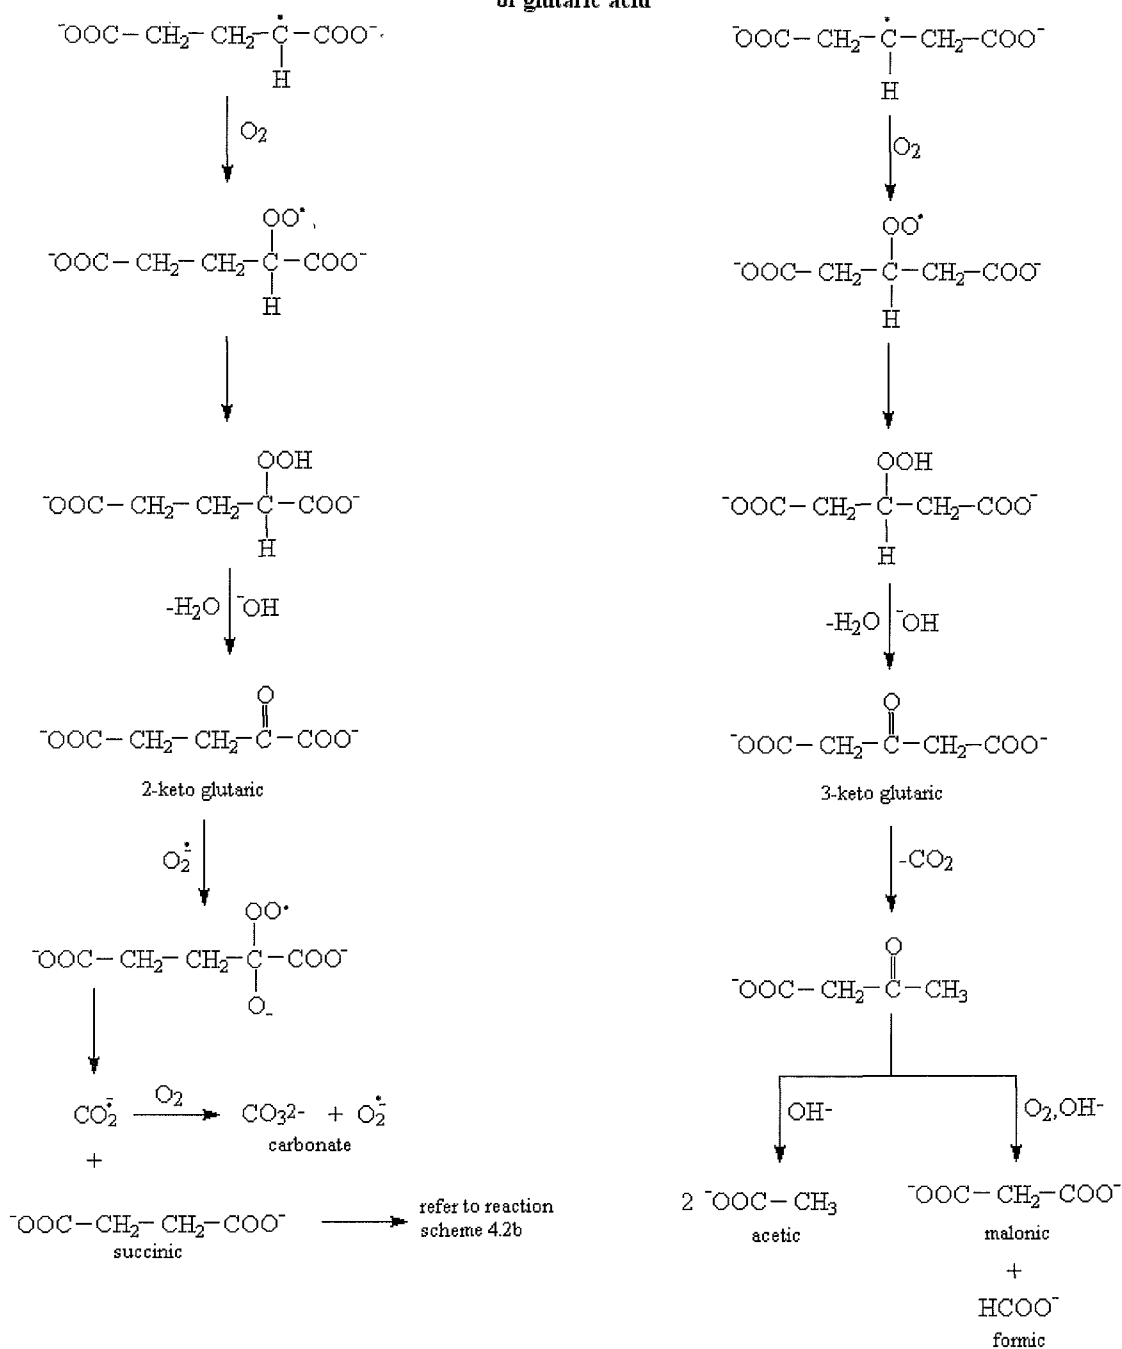 of glutaric acid
⁻OOC–CH₂–CH₂–Ċ–COO⁻
H
O₂
OO•
⁻OOC–CH₂–CH₂–C–COO⁻
H
OOH
⁻OOC–CH₂–CH₂–C–COO⁻
H
-H₂O ⁻OH
O
⁻OOC–CH₂–CH₂–C–COO⁻
2-keto glutaric
O₂•⁻
OO•
⁻OOC–CH₂–CH₂–C–COO⁻
O-
CO₂•⁻ O₂ CO₃2- + O₂•⁻
carbonate
+
⁻OOC–CH₂–CH₂–COO⁻
succinic
refer to reaction
scheme 4.2b
⁻OOC–CH₂–Ċ–CH₂–COO⁻
H
O₂
OO•
⁻OOC–CH₂–C–CH₂–COO⁻
H
OOH
⁻OOC–CH₂–C–CH₂–COO⁻
H
-H₂O ⁻OH
O
⁻OOC–CH₂–C–CH₂–COO⁻
3-keto glutaric
-CO₂
O
⁻OOC–CH₂–C–CH₃
OH-
O₂,OH-
2 ⁻OOC–CH₃
acetic
⁻OOC–CH₂–COO⁻
malonic
+
HCOO⁻
formic